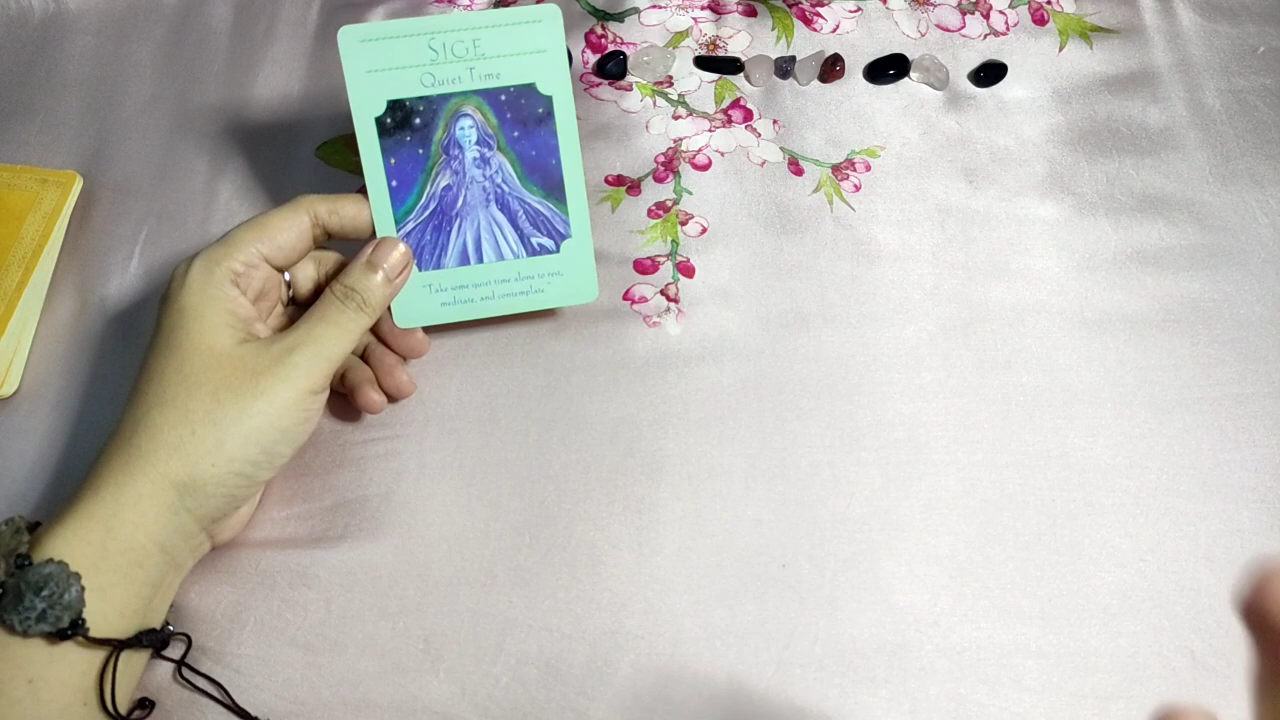 SIGE
Quiet Time
"Take some quiet time alone to rest,
meditate, and contemplate."